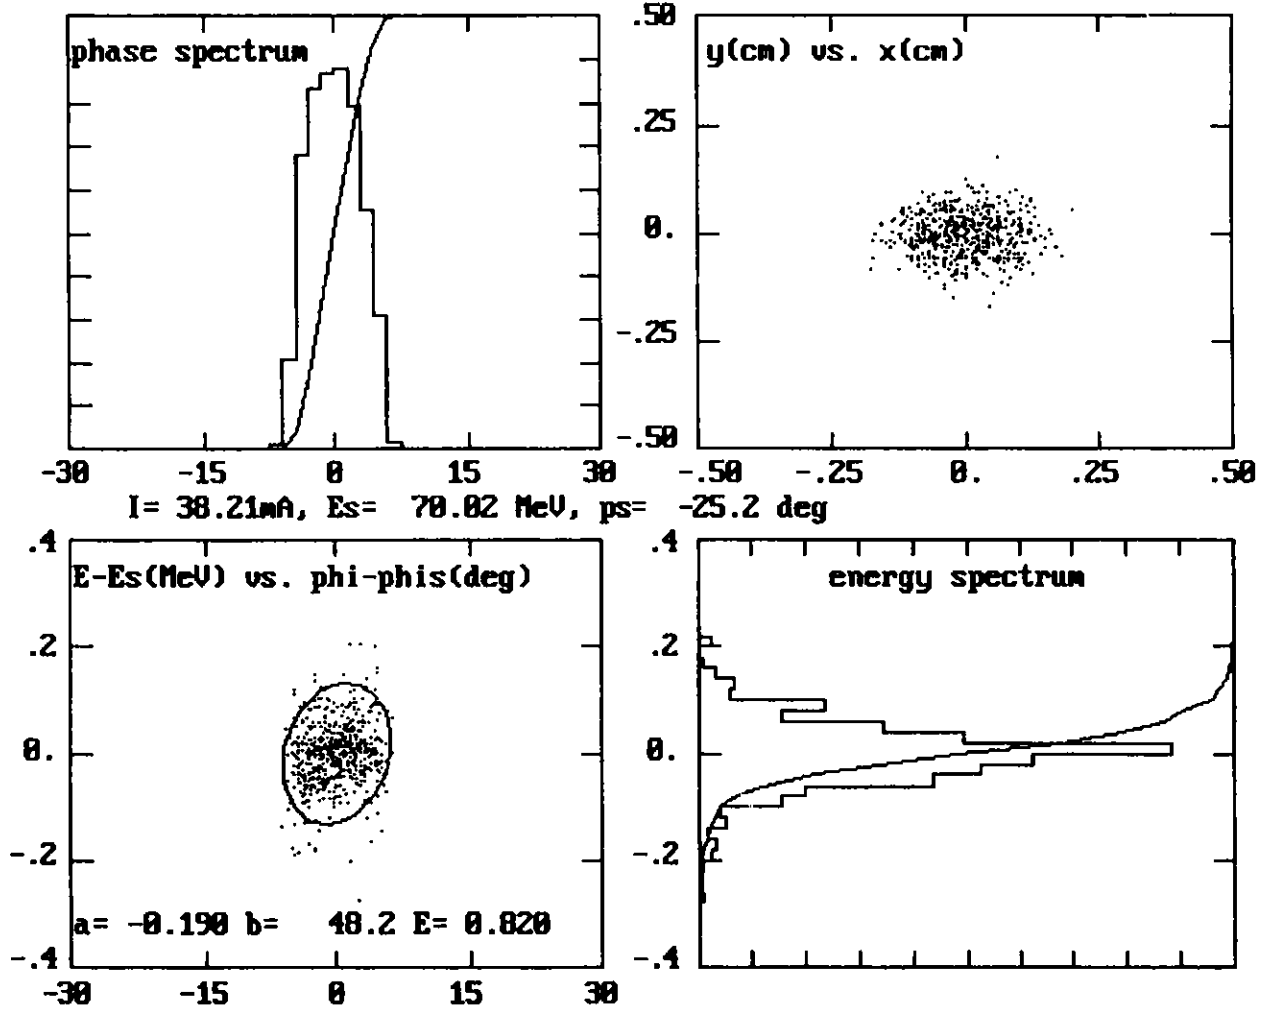 phase spectrum
-30 -15 0 15 30
y(cm) vs. x(cm)
.50
.25
0.
-.25
-.50
-.50 -.25 0. .25 .50
I= 38.21mA, Es= 70.02 MeV, ps= -25.2 deg
E-Es(MeV) vs. phi-phis(deg)
.4
.2
0.
-.2
-.4
a= -0.190 b= 48.2 E= 0.820
-30 -15 0 15 30
energy spectrum
.4
.2
0.
-.2
-.4